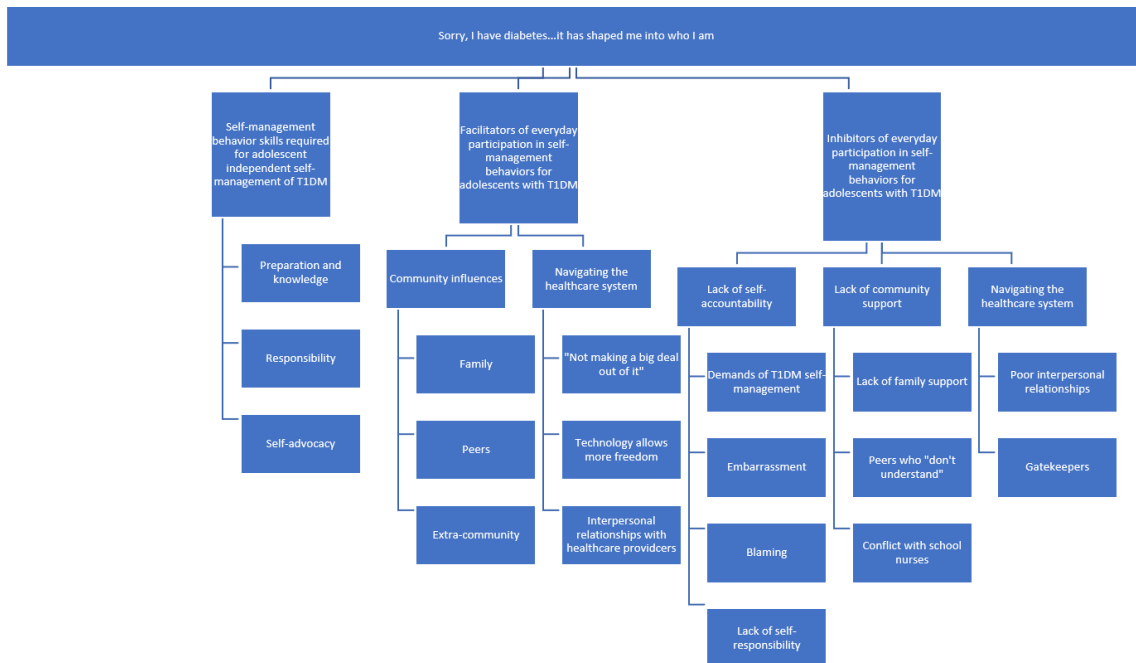 Sorry, I have diabetes...it has shaped me into who I am
Self-management
behavior skills required
for adolescent
independent self-
management of T1DM
Preparation and
knowledge
Responsibility
Self-advocacy
Facilitators of everyday
participation in self-
management
behaviors for
adolescents with T1DM
Community influences
Family
Peers
Extra-community
Navigating the
healthcare system
"Not making a big deal
out of it"
Technology allows
more freedom
Interpersonal
relationships with
healthcare providcers
Inhibitors of everyday
participation in self-
management
behaviors for
adolescents with T1DM
Lack of self-
accountability
Demands of T1DM self-
management
Embarrassment
Blaming
Lack of self-
responsibility
Lack of community
support
Lack of family support
Peers who "don't
understand"
Conflict with school
nurses
Navigating the
healthcare system
Poor interpersonal
relationships
Gatekeepers